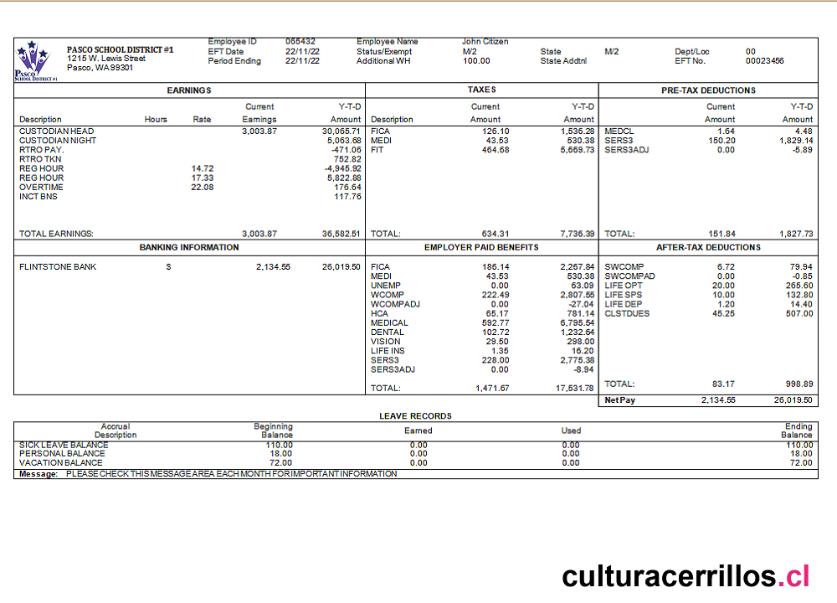 Employee ID 065432 Employee Name John Citizen
PASCO SCHOOL DISTRICT #1 EFT Date 22/11/22 Status/Exempt M/2 State M/2 Dept/Loc 00
1215 W. Lewis Street Period Ending 22/11/22 Additional WH 100.00 State Addtnl EFT No. 00023456
Pasco, WA 99301
PASCO
SCHOOL DISTRICT #1
EARNINGS TAXES PRE-TAX DEDUCTIONS
Current Y-T-D Current Y-T-D Current Y-T-D
Description Hours Rate Earnings Amount Description Amount Amount Amount Amount
CUSTODIAN HEAD 3,003.87 30,065.71 FICA 126.10 1,536.28 MEDCL 1.64 4.48
CUSTODIAN NIGHT 5,063.68 MEDI 43.53 530.38 SERS3 150.20 1,829.14
RTRO PAY. -471.06 FIT 464.68 5,669.73 SERS3ADJ 0.00 -5.89
RTRO TKN 752.82
REG HOUR 14.72 -4,945.92
REG HOUR 17.33 5,822.88
OVERTIME 22.08 176.64
INCT BNS 117.76
TOTAL EARNINGS: 3,003.87 36,582.51 TOTAL: 634.31 7,736.39 TOTAL: 151.84 1,827.73
BANKING INFORMATION EMPLOYER PAID BENEFITS AFTER-TAX DEDUCTIONS
FLINTSTONE BANK $ 2,134.55 26,019.50 FICA 186.14 2,267.84 SWCOMP 6.72 79.94
MEDI 43.53 530.38 SWCOMPAD 0.00 -0.85
UNEMP 0.00 63.09 LIFE OPT 20.00 265.60
WCOMP 222.49 2,807.55 LIFE SPS 10.00 132.80
WCOMPADJ 0.00 -27.04 LIFE DEP 1.20 14.40
HCA 65.17 781.14 CLSTDUES 45.25 507.00
MEDICAL 592.77 6,795.54
DENTAL 102.72 1,232.64
VISION 29.50 298.00
LIFE INS 1.35 16.20
SERS3 228.00 2,775.38
SERS3ADJ 0.00 -8.94
TOTAL: 1,471.67 17,531.78 TOTAL: 83.17 998.89
Net Pay 2,134.55 26,019.50
LEAVE RECORDS
Accrual Beginning Earned Used Ending
Description Balance Balance
SICK LEAVE BALANCE 110.00 0.00 0.00 110.00
PERSONAL BALANCE 18.00 0.00 0.00 18.00
VACATION BALANCE 72.00 0.00 0.00 72.00
Message: PLEASE CHECK THIS MESSAGE AREA EACH MONTH FOR IMPORTANT INFORMATION
culturacerrillos.cl